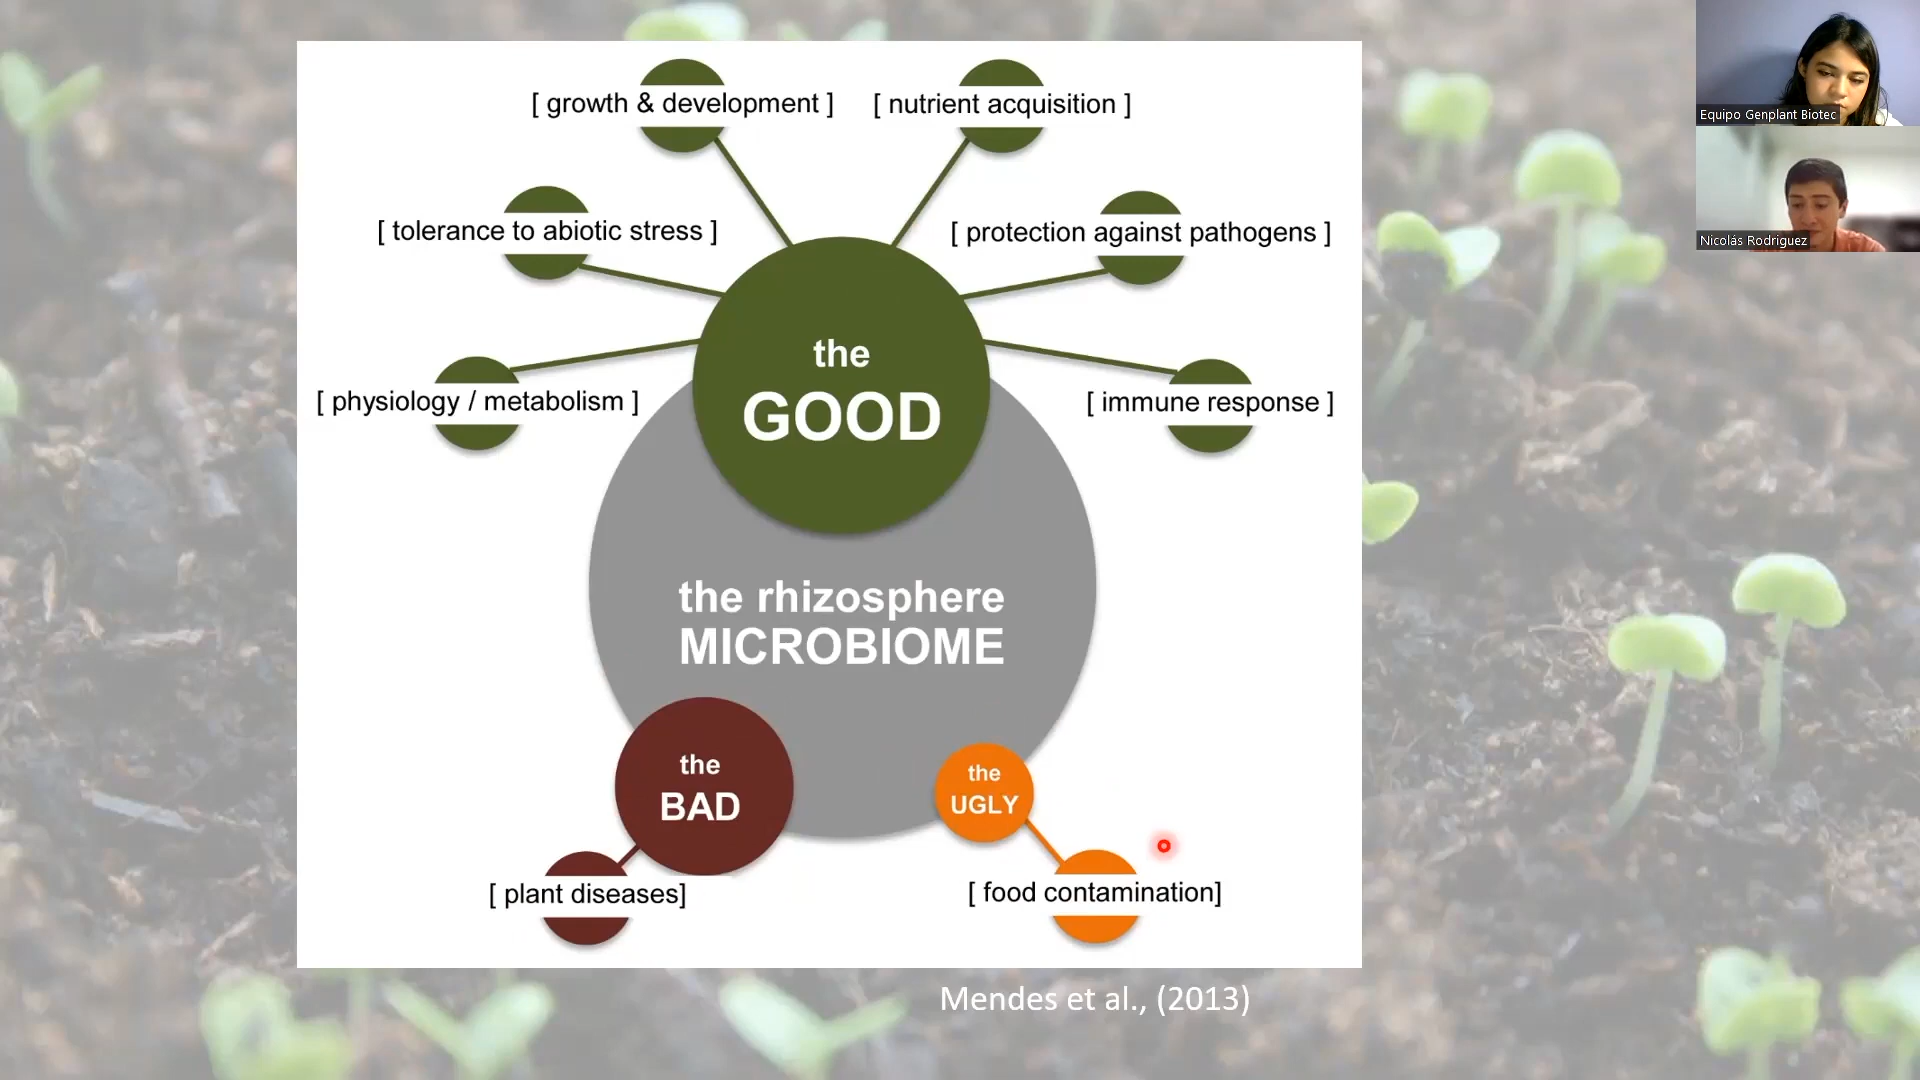 [ growth & development ]
[ nutrient acquisition ]
[ tolerance to abiotic stress ]
[ protection against pathogens ]
[ physiology / metabolism ]
[ immune response ]
the
GOOD
the rhizosphere
MICROBIOME
the
BAD
the
UGLY
[ plant diseases]
[ food contamination]
Mendes et al., (2013)
Equipo Genplant Biotec
Nicolás Rodriguez